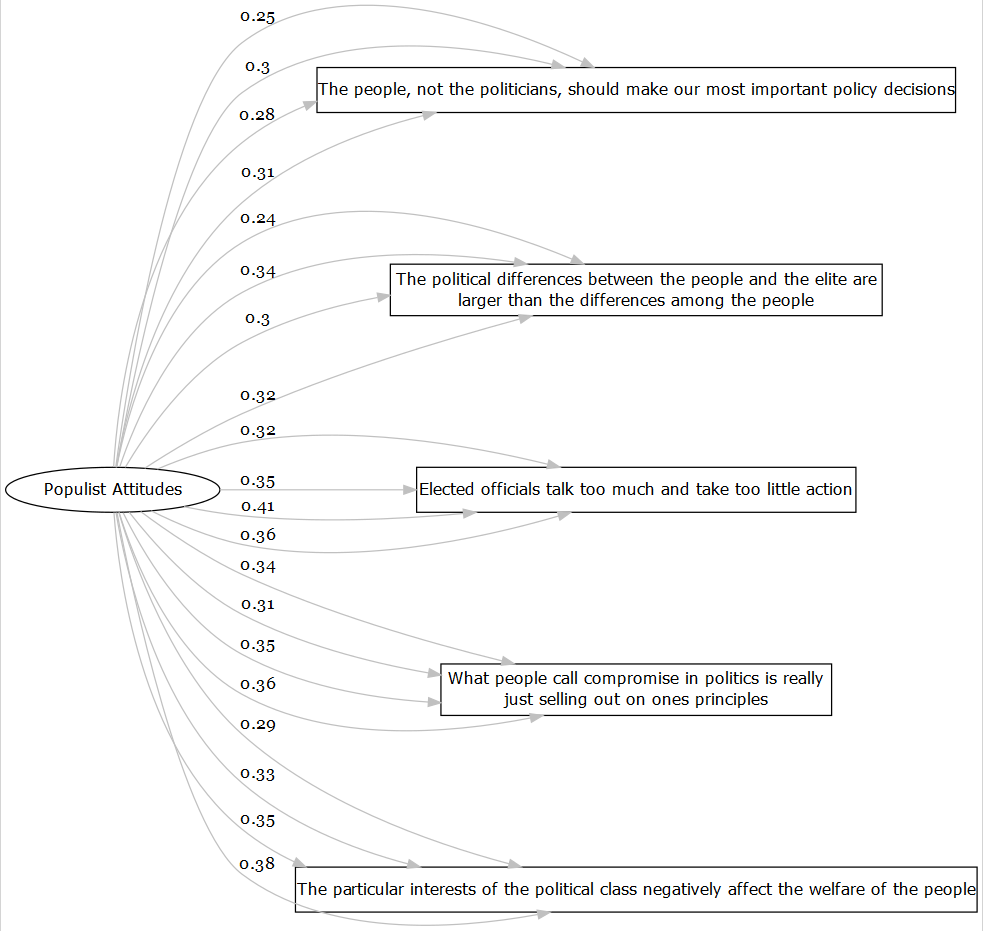 0.25
0.3
The people, not the politicians, should make our most important policy decisions
0.28
0.31
0.24
0.34
The political differences between the people and the elite are
larger than the differences among the people
0.3
0.32
0.32
0.35
Populist Attitudes
Elected officials talk too much and take too little action
0.41
0.36
0.34
0.31
0.35
What people call compromise in politics is really
just selling out on ones principles
0.36
0.29
0.33
0.35
0.38
The particular interests of the political class negatively affect the welfare of the people